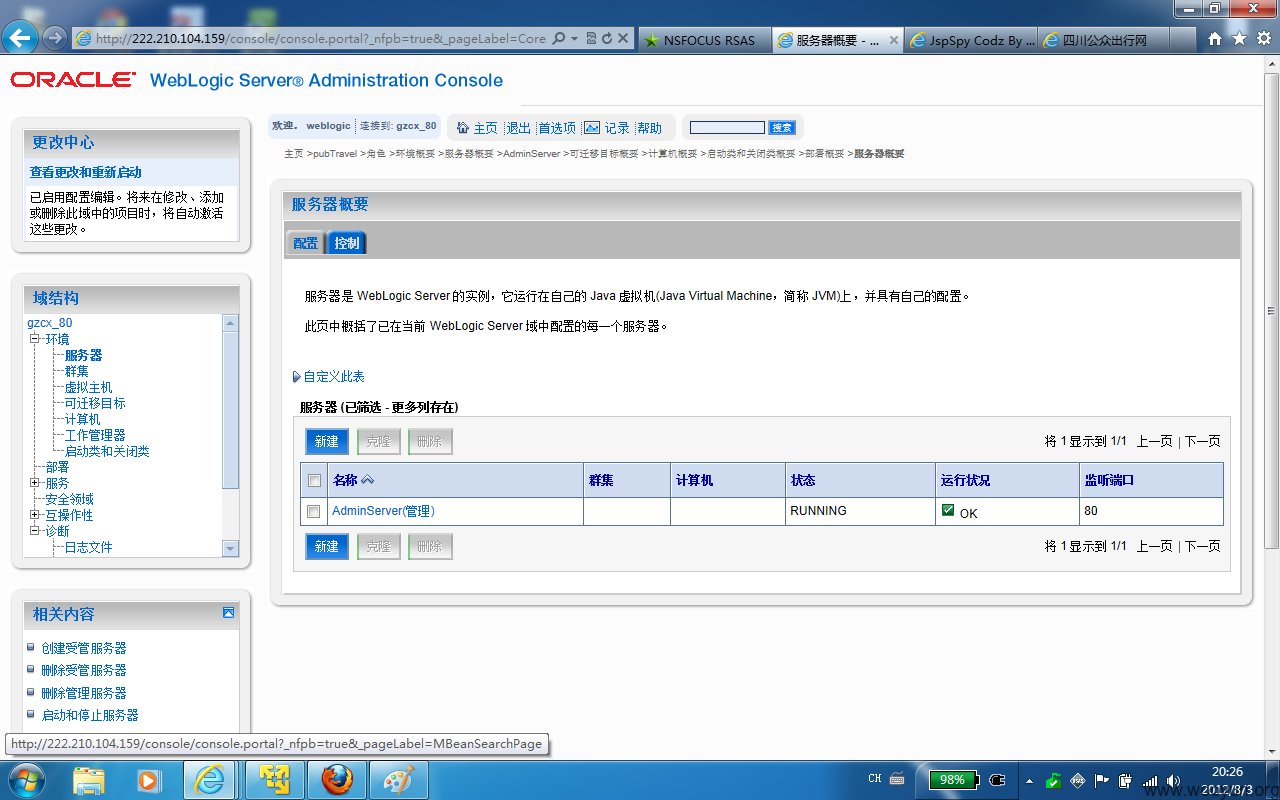 http://222.210.104.159/console/console.portal?_nfpb=true&_pageLabel=Core
NSFOCUS RSAS
服务器概要 - ...
JspSpy Codz By ...
四川公众出行网
ORACLE WebLogic Server® Administration Console
更改中心
查看更改和重新启动
已启用配置编辑。将来在修改、添加
或删除此域中的项目时，将自动激活
这些更改。
域结构
gzcx_80
环境
服务器
群集
虚拟主机
可迁移目标
计算机
工作管理器
启动类和关闭类
部署
服务
安全领域
互操作性
诊断
日志文件
相关内容
创建受管服务器
删除受管服务器
删除管理服务器
启动和停止服务器
欢迎， weblogic 连接到: gzcx_80
主页 退出 首选项 记录 帮助
搜索
主页 >pubTravel >角色 >环境概要 >服务器概要 >AdminServer >可迁移目标概要 >计算机概要 >启动类和关闭类概要 >部署概要 >服务器概要
服务器概要
配置 控制
服务器是 WebLogic Server 的实例，它运行在自己的 Java 虚拟机(Java Virtual Machine，简称 JVM)上，并具有自己的配置。
此页中概括了已在当前 WebLogic Server 域中配置的每一个服务器。
自定义此表
服务器 (已筛选 - 更多列存在)
新建 克隆 删除 将 1 显示到 1/1 上一页 | 下一页
名称 群集 计算机 状态 运行状况 监听端口
AdminServer(管理) RUNNING OK 80
新建 克隆 删除 将 1 显示到 1/1 上一页 | 下一页
http://222.210.104.159/console/console.portal?_nfpb=true&_pageLabel=MBeanSearchPage
CH
98%
20:26
2012/8/3